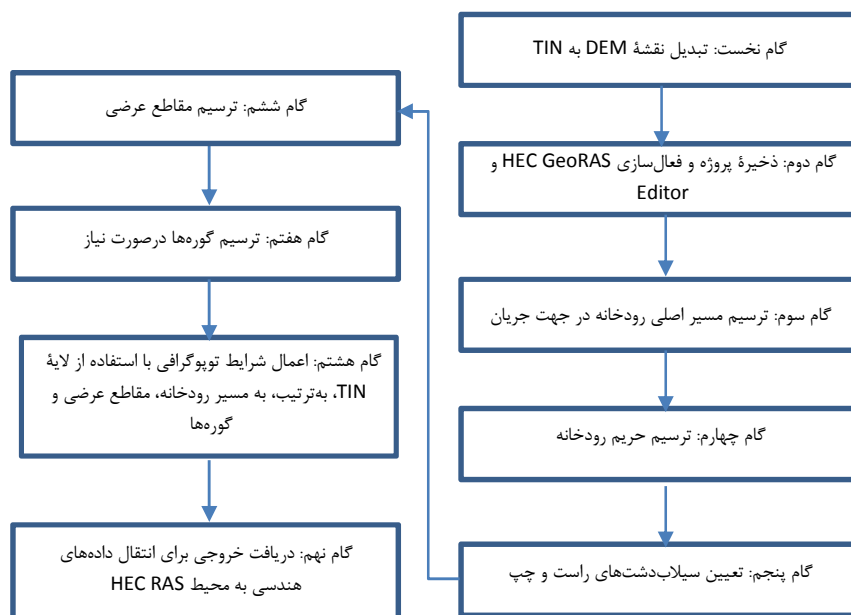 گام نخست: تبدیل نقشۀ DEM به TIN
گام دوم: ذخیرۀ پروژه و فعال‌سازی HEC GeoRAS و
Editor
گام سوم: ترسیم مسیر اصلی رودخانه در جهت جریان
گام چهارم: ترسیم حریم رودخانه
گام پنجم: تعیین سیلاب‌دشت‌های راست و چپ
گام ششم: ترسیم مقاطع عرضی
گام هفتم: ترسیم گوره‌ها درصورت نیاز
گام هشتم: اعمال شرایط توپوگرافی با استفاده از لایۀ
TIN، به‌ترتیب، به مسیر رودخانه، مقاطع عرضی و
گوره‌ها
گام نهم: دریافت خروجی برای انتقال داده‌های
هندسی به محیط HEC RAS